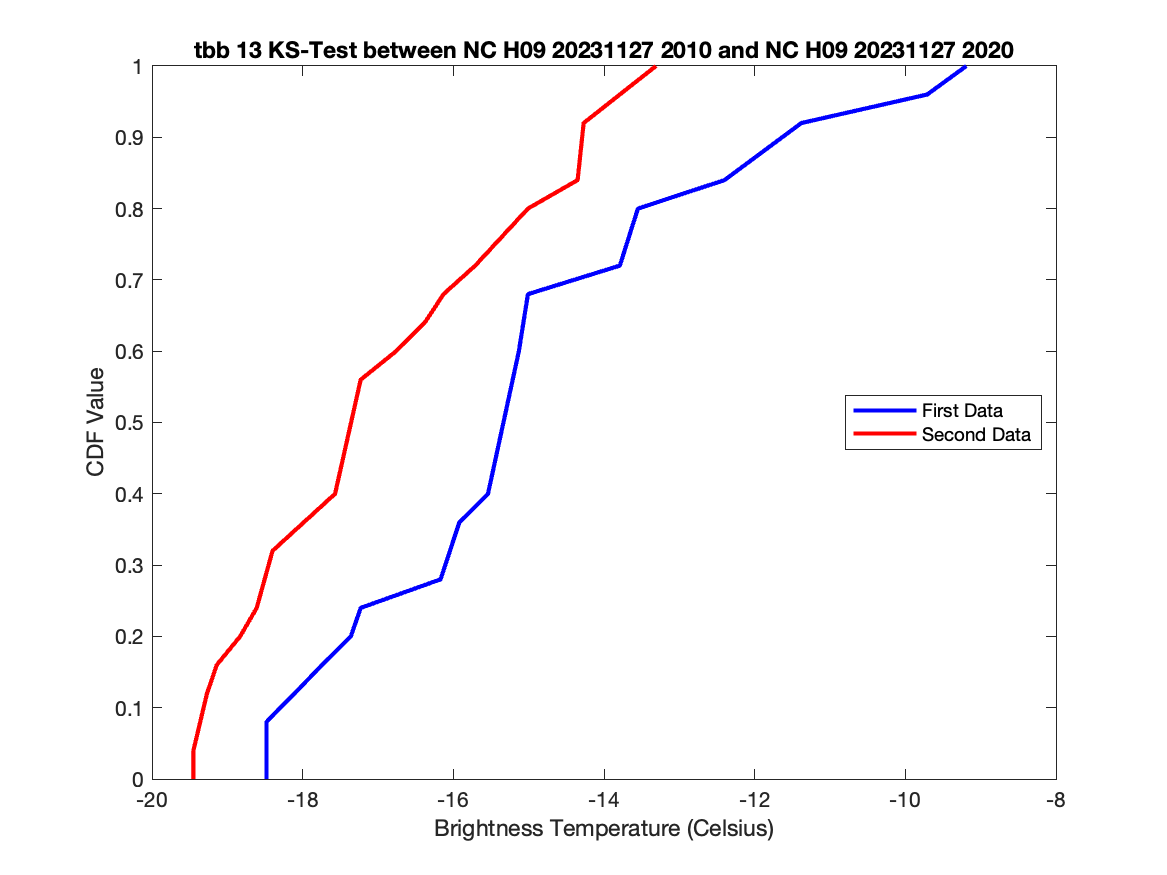 tbb 13 KS-Test between NC H09 20231127 2010 and NC H09 20231127 2020
1
0.9
0.8
0.7
0.6
0.5
0.4
0.3
0.2
0.1
0
CDF Value
First Data
Second Data
-20 -18 -16 -14 -12 -10 -8
Brightness Temperature (Celsius)